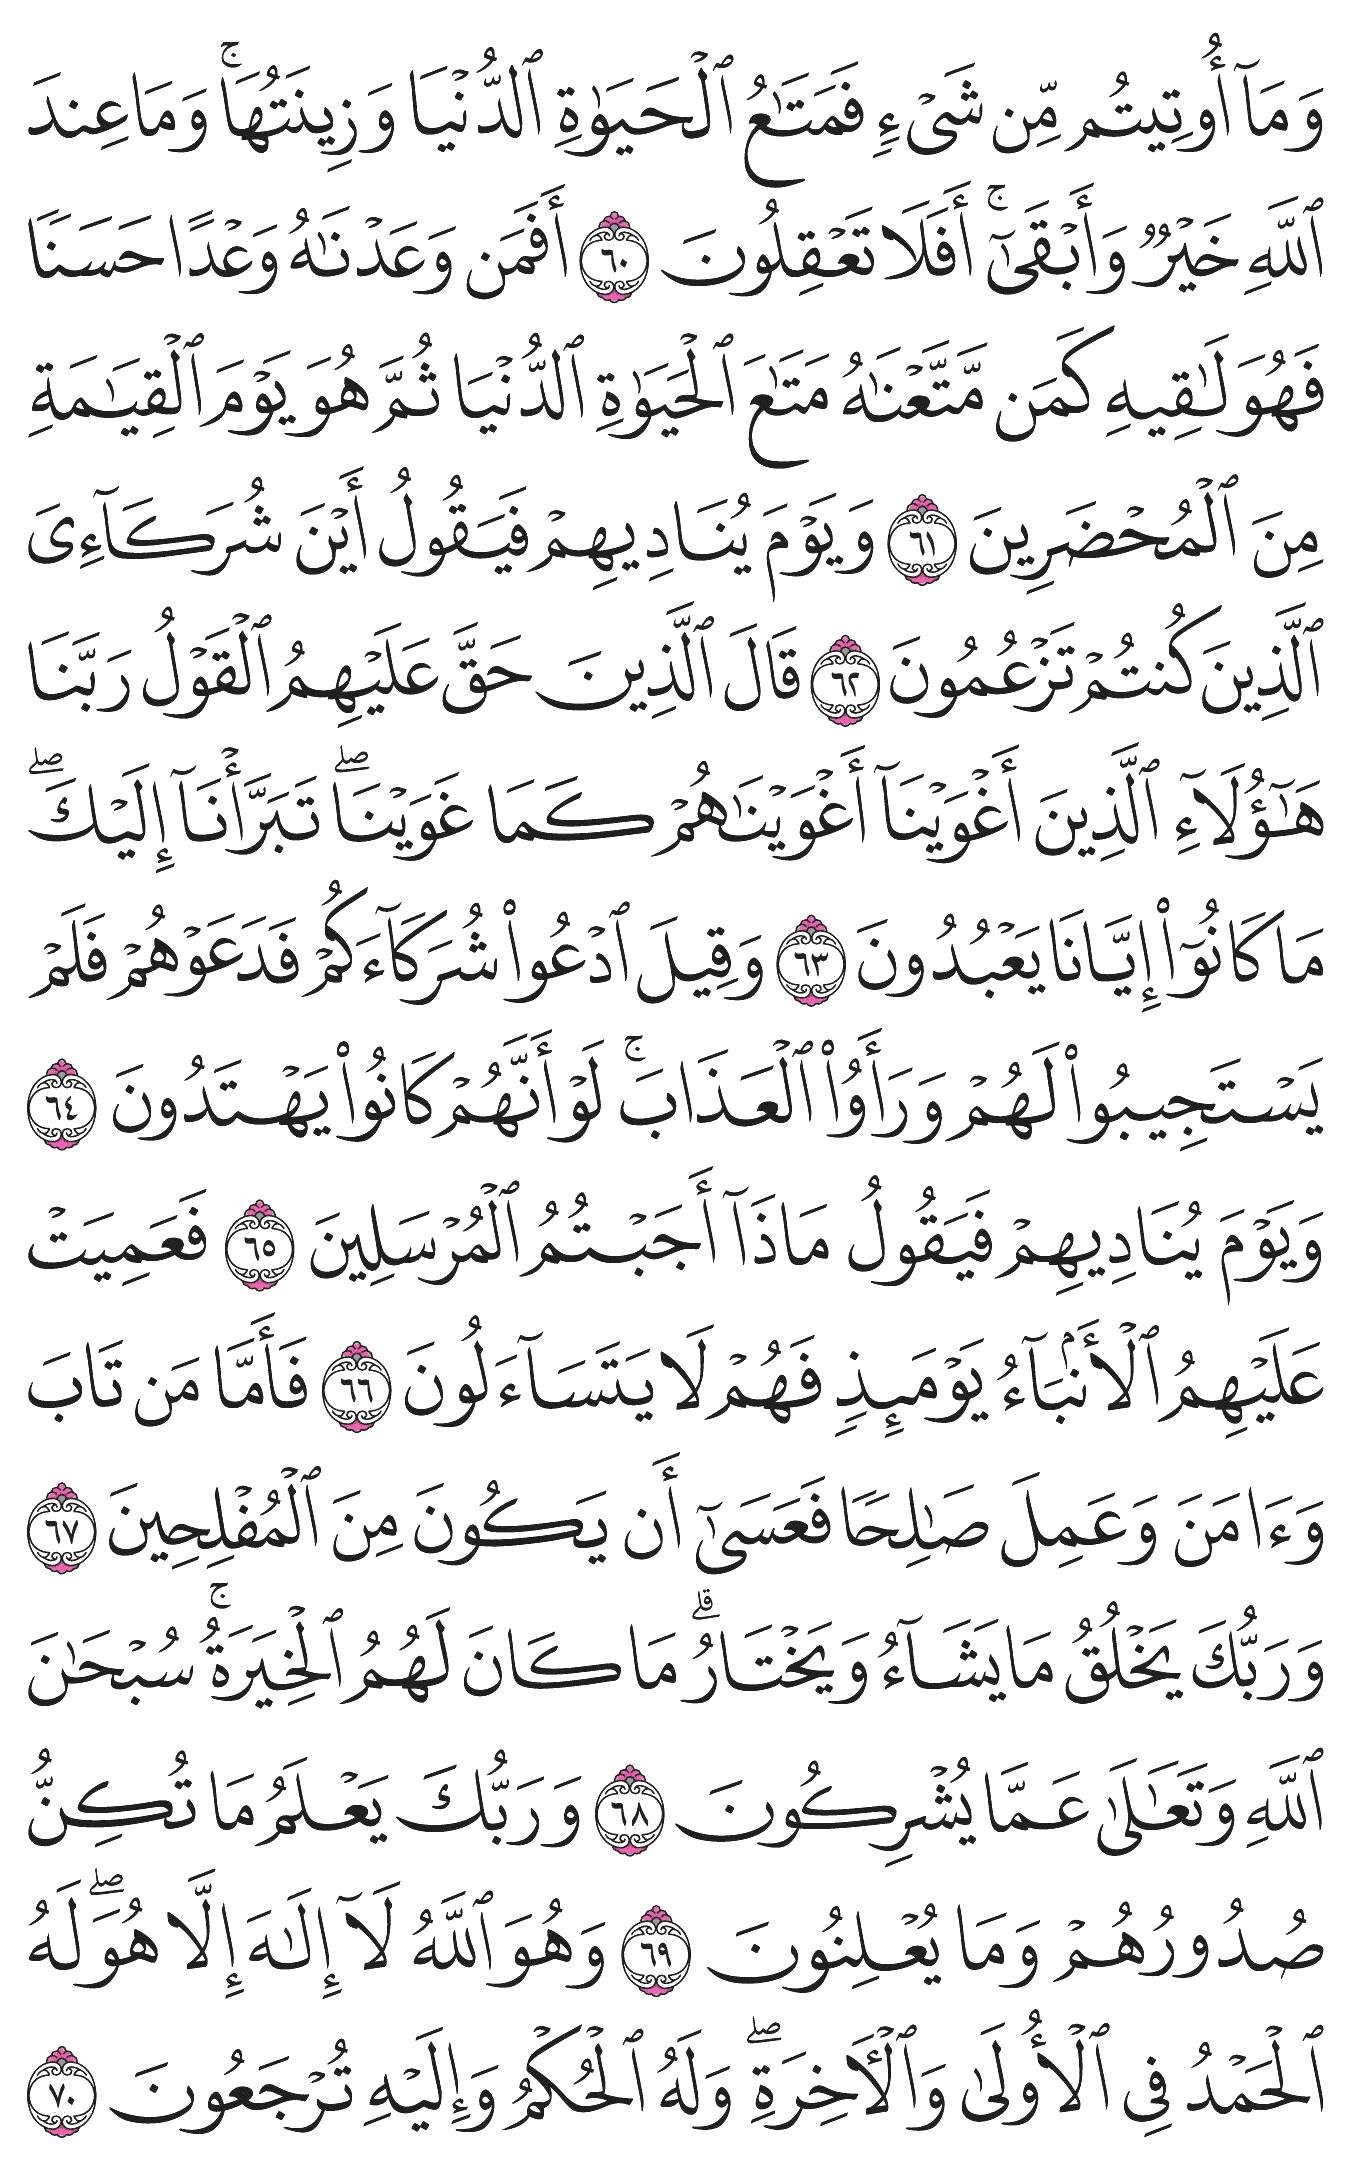 وَمَآ أُوتِيتُم مِّن شَىْءٍۢ فَمَتَـٰعُ ٱلْحَيَوٰةِ ٱلدُّنْيَا وَزِينَتُهَا ۚ وَمَا عِندَ
ٱللَّهِ خَيْرٌۭ وَأَبْقَىٰٓ ۚ أَفَلَا تَعْقِلُونَ ٦٠ أَفَمَن وَعَدْنَـٰهُ وَعْدًا حَسَنًۭا
فَهُوَ لَـٰقِيهِ كَمَن مَّتَّعْنَـٰهُ مَتَـٰعَ ٱلْحَيَوٰةِ ٱلدُّنْيَا ثُمَّ هُوَ يَوْمَ ٱلْقِيَـٰمَةِ
مِنَ ٱلْمُحْضَرِينَ ٦١ وَيَوْمَ يُنَادِيهِمْ فَيَقُولُ أَيْنَ شُرَكَآءِىَ
ٱلَّذِينَ كُنتُمْ تَزْعُمُونَ ٦٢ قَالَ ٱلَّذِينَ حَقَّ عَلَيْهِمُ ٱلْقَوْلُ رَبَّنَا
هَـٰٓؤُلَآءِ ٱلَّذِينَ أَغْوَيْنَآ أَغْوَيْنَـٰهُمْ كَمَا غَوَيْنَا ۖ تَبَرَّأْنَآ إِلَيْكَ ۖ
مَا كَانُوٓا۟ إِيَّانَا يَعْبُدُونَ ٦٣ وَقِيلَ ٱدْعُوا۟ شُرَكَآءَكُمْ فَدَعَوْهُمْ فَلَمْ
يَسْتَجِيبُوا۟ لَهُمْ وَرَأَوُا۟ ٱلْعَذَابَ ۚ لَوْ أَنَّهُمْ كَانُوا۟ يَهْتَدُونَ ٦٤
وَيَوْمَ يُنَادِيهِمْ فَيَقُولُ مَاذَآ أَجَبْتُمُ ٱلْمُرْسَلِينَ ٦٥ فَعَمِيَتْ
عَلَيْهِمُ ٱلْأَنۢبَآءُ يَوْمَئِذٍۢ فَهُمْ لَا يَتَسَآءَلُونَ ٦٦ فَأَمَّا مَن تَابَ
وَءَامَنَ وَعَمِلَ صَـٰلِحًۭا فَعَسَىٰٓ أَن يَكُونَ مِنَ ٱلْمُفْلِحِينَ ٦٧
وَرَبُّكَ يَخْلُقُ مَا يَشَآءُ وَيَخْتَارُ ۗ مَا كَانَ لَهُمُ ٱلْخِيَرَةُ ۚ سُبْحَـٰنَ
ٱللَّهِ وَتَعَـٰلَىٰ عَمَّا يُشْرِكُونَ ٦٨ وَرَبُّكَ يَعْلَمُ مَا تُكِنُّ
صُدُورُهُمْ وَمَا يُعْلِنُونَ ٦٩ وَهُوَ ٱللَّهُ لَآ إِلَـٰهَ إِلَّا هُوَ ۖ لَهُ
ٱلْحَمْدُ فِى ٱلْأُولَىٰ وَٱلْـَٔاخِرَةِ ۖ وَلَهُ ٱلْحُكْمُ وَإِلَيْهِ تُرْجَعُونَ ٧٠